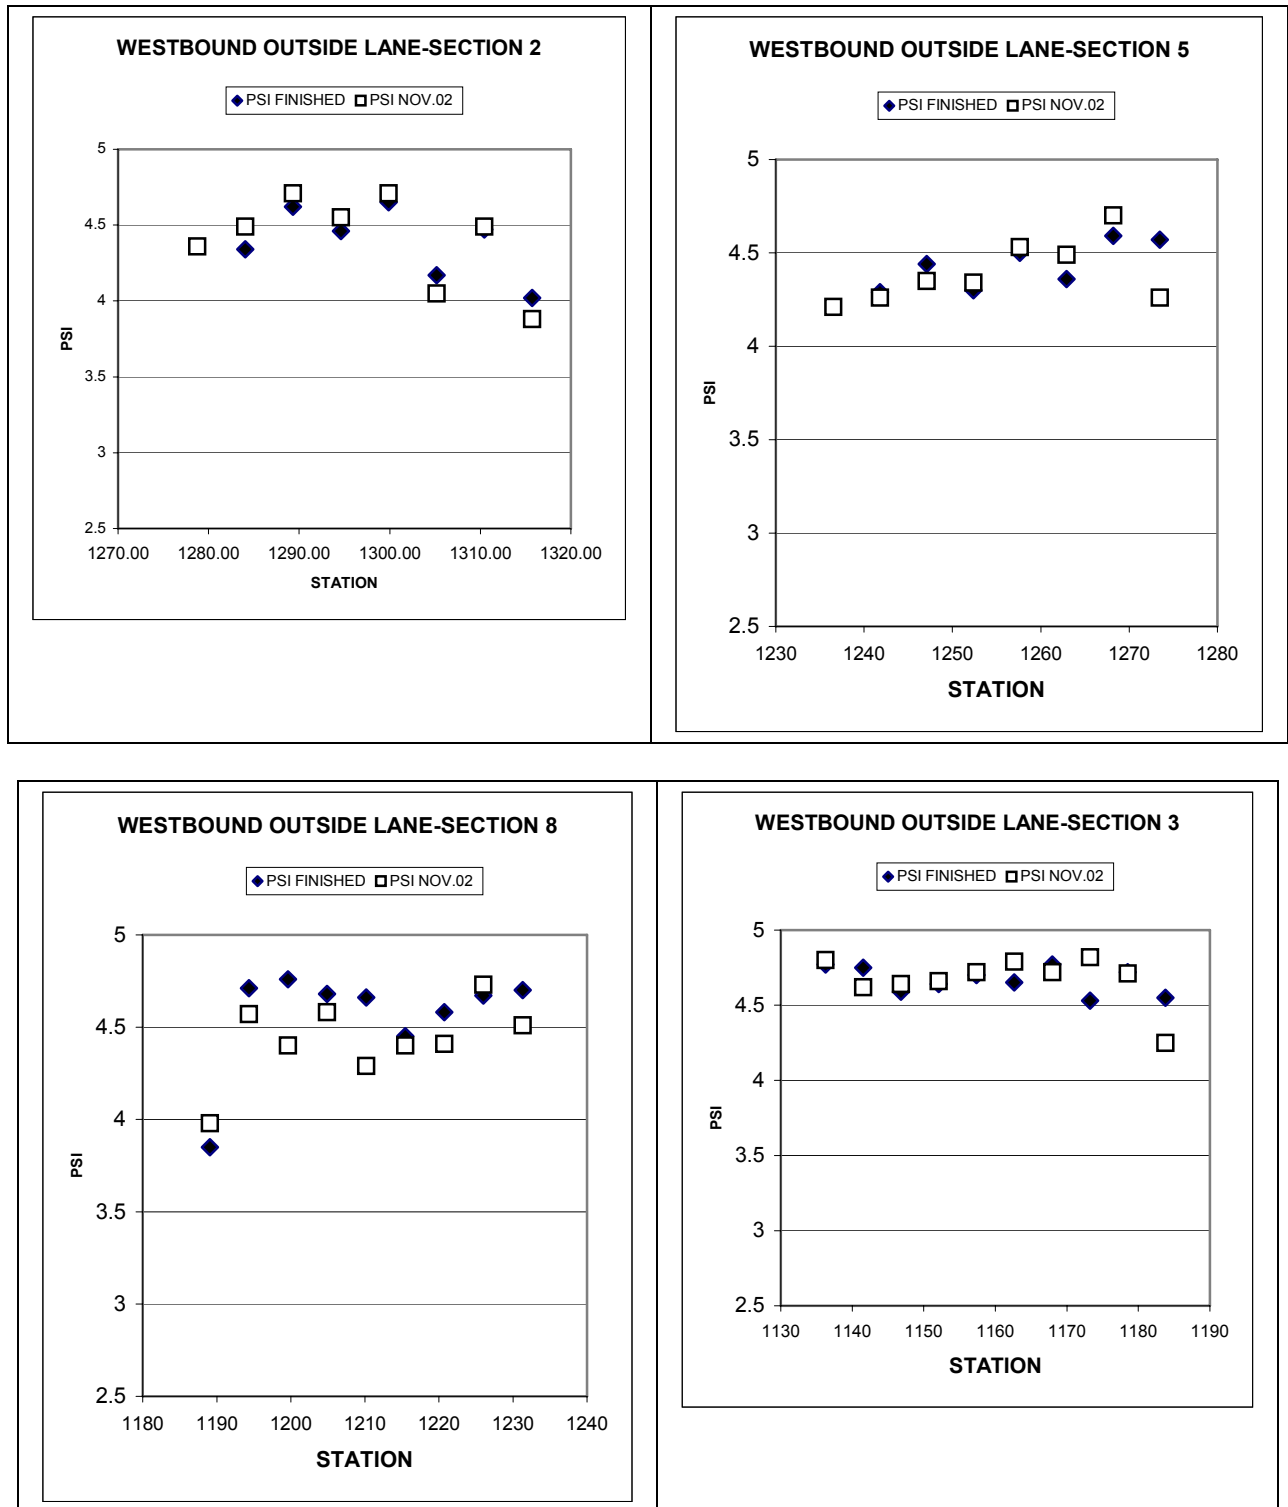 WESTBOUND OUTSIDE LANE-SECTION 2
PSI FINISHED PSI NOV.02
5
4.5
4
3.5
3
2.5
PSI
1270.00 1280.00 1290.00 1300.00 1310.00 1320.00
STATION
WESTBOUND OUTSIDE LANE-SECTION 5
PSI FINISHED PSI NOV.02
5
4.5
4
3.5
3
2.5
PSI
1230 1240 1250 1260 1270 1280
STATION
WESTBOUND OUTSIDE LANE-SECTION 8
PSI FINISHED PSI NOV.02
5
4.5
4
3.5
3
2.5
PSI
1180 1190 1200 1210 1220 1230 1240
STATION
WESTBOUND OUTSIDE LANE-SECTION 3
PSI FINISHED PSI NOV.02
5
4.5
4
3.5
3
2.5
PSI
1130 1140 1150 1160 1170 1180 1190
STATION